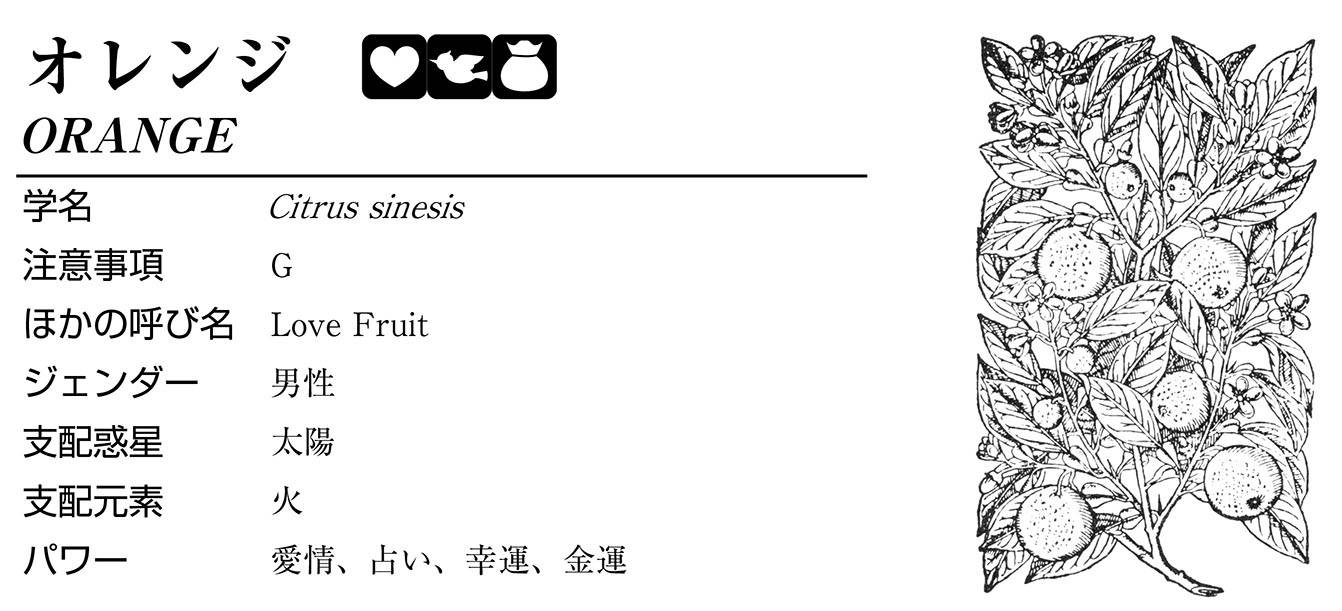 オレンジ
ORANGE
学名 Citrus sinesis
注意事項 G
ほかの呼び名 Love Fruit
ジェンダー 男性
支配惑星 太陽
支配元素 火
パワー 愛情、占い、幸運、金運